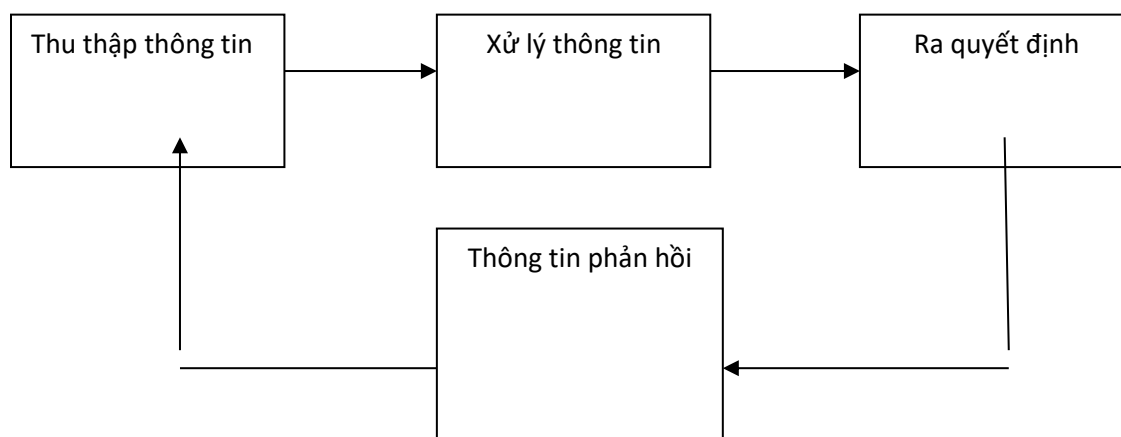 Thu thập thông tin
Xử lý thông tin
Ra quyết định
Thông tin phản hồi